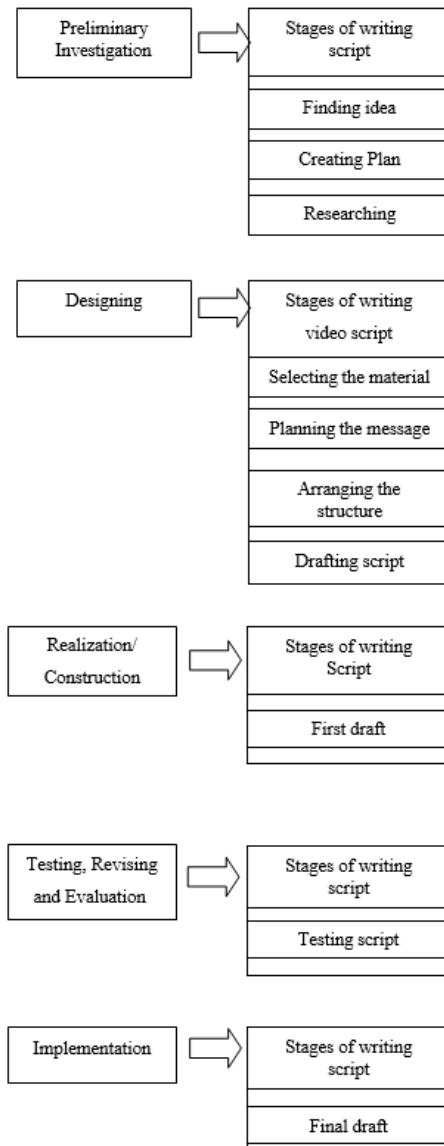 Preliminary
Investigation
Stages of writing
script
Finding idea
Creating Plan
Researching
Designing
Stages of writing
video script
Selecting the material
Planning the message
Arranging the
structure
Drafting script
Realization/
Construction
Stages of writing
Script
First draft
Testing, Revising
and Evaluation
Stages of writing
script
Testing script
Implementation
Stages of writing
script
Final draft